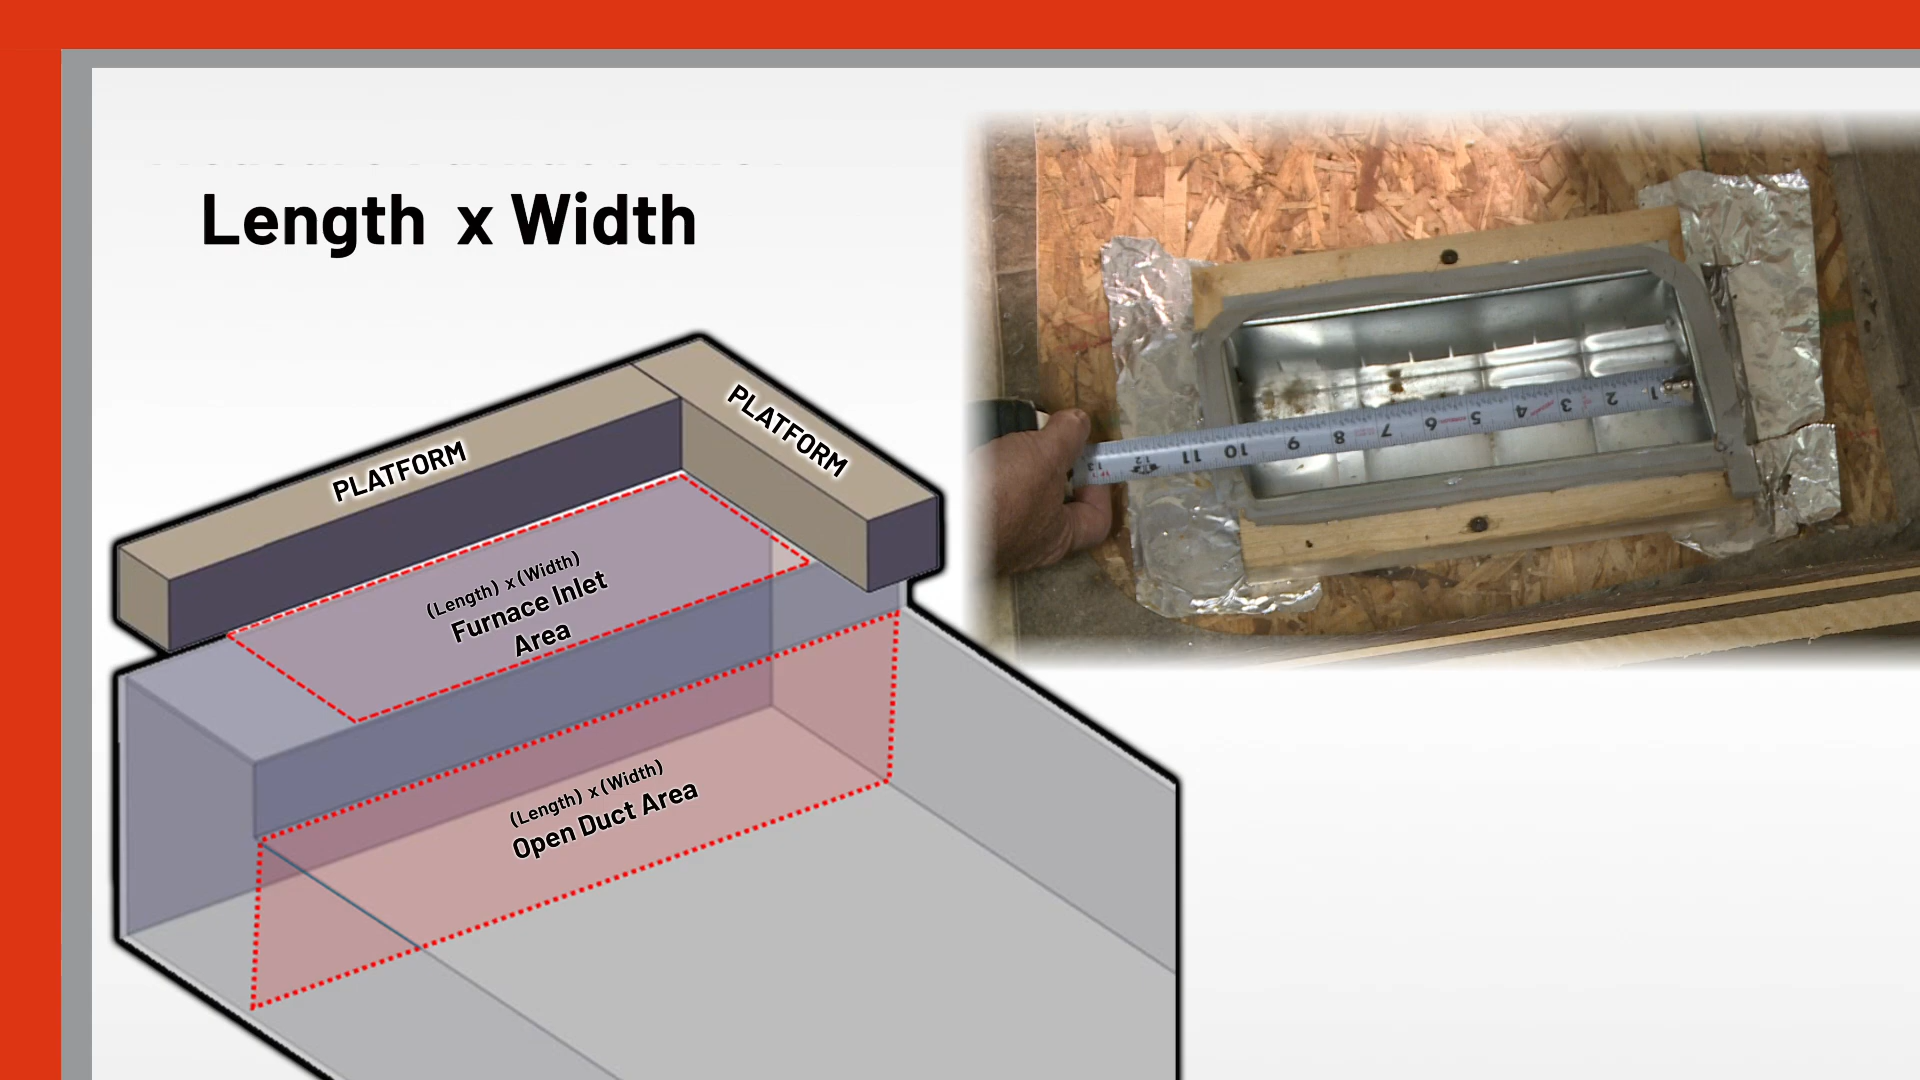 Length x Width
PLATFORM
PLATFORM
(Length) x (Width)
Furnace Inlet
Area
(Length) x (Width)
Open Duct Area
1 2 3 4 5 6 7 8 9 10 11 12 13